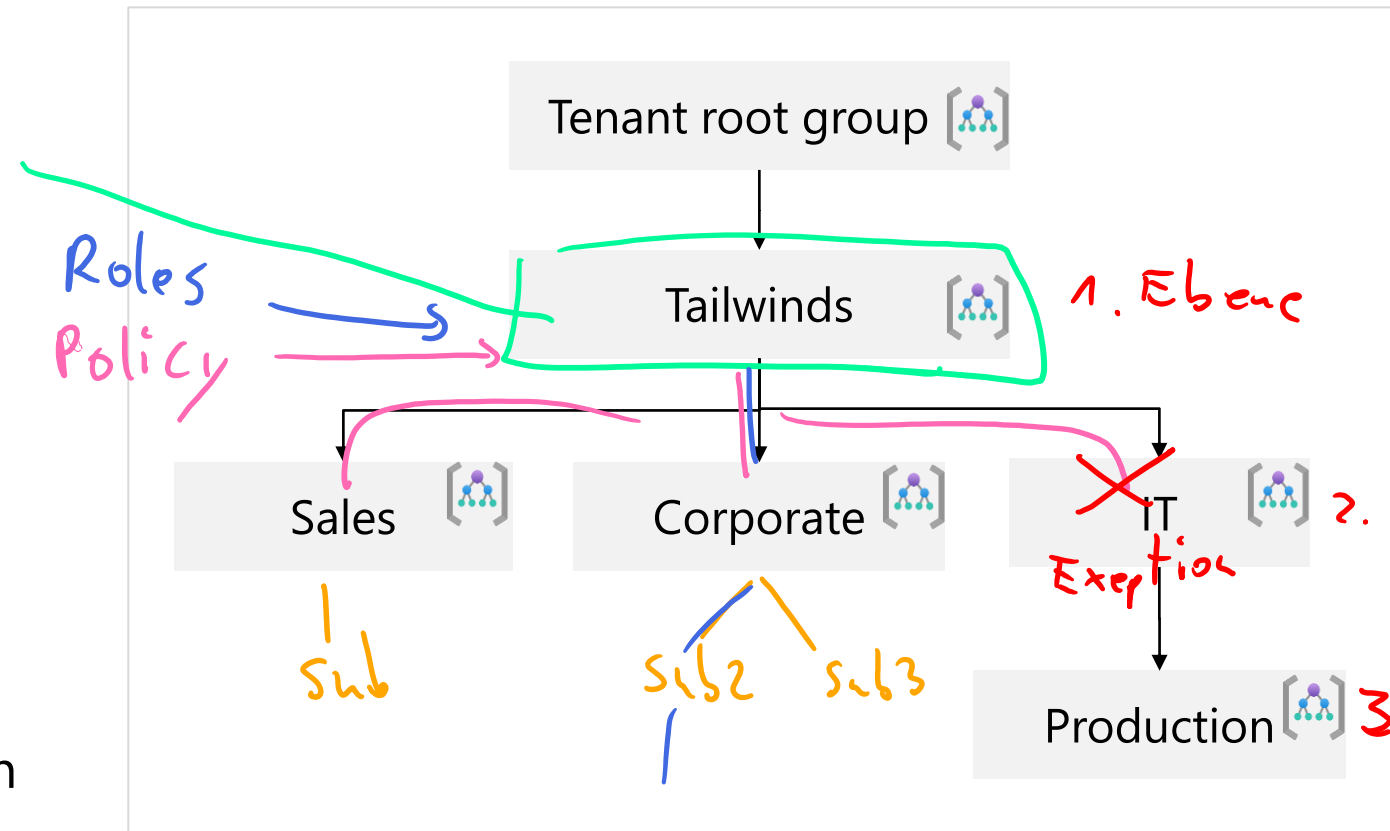 Tenant root group
Roles
Policy
Tailwinds
1. Ebene
Sales
Corporate
IT
2.
Exeption
Sub
Sub2
Sub3
Production
3
n